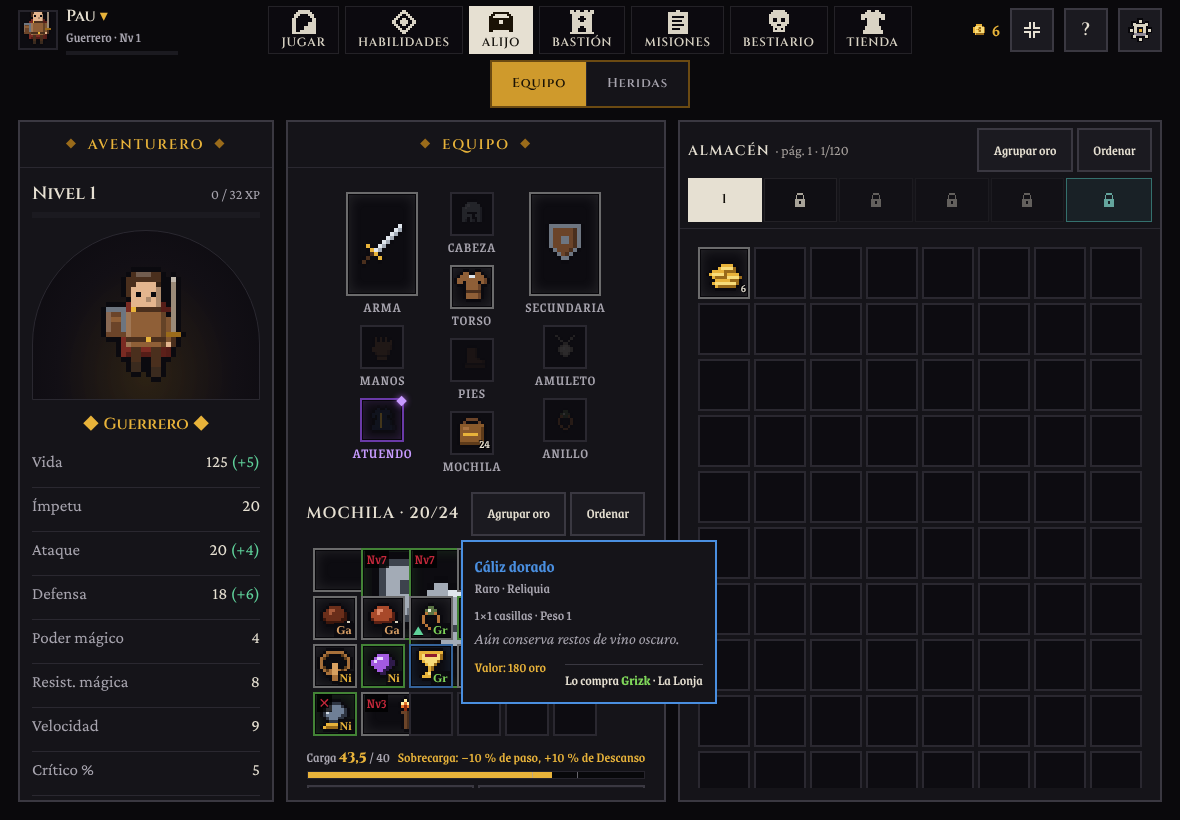 Pau ▾
Guerrero · Nv 1
JUGAR
HABILIDADES
ALIJO
BASTIÓN
MISIONES
BESTIARIO
TIENDA
6
?
Equipo
Heridas
◆ AVENTURERO ◆
Nivel 1
0 / 32 XP
◆ Guerrero ◆
Vida 125 (+5)
Ímpetu 20
Ataque 20 (+4)
Defensa 18 (+6)
Poder mágico 4
Resist. mágica 8
Velocidad 9
Crítico % 5
◆ EQUIPO ◆
ARMA
CABEZA
SECUNDARIA
TORSO
MANOS
PIES
AMULETO
ATUENDO
24
MOCHILA
ANILLO
MOCHILA · 20/24
Agrupar oro
Ordenar
Nv7
Nv7
Ga
Ga
Gr
Ni
Ni
Gr
Ni
Nv3
Cáliz dorado
Raro · Reliquia
1×1 casillas · Peso 1
Aún conserva restos de vino oscuro.
Valor: 180 oro
Lo compra Grizk · La Lonja
Carga 43,5 / 40 Sobrecarga: −10 % de paso, +10 % de Descanso
ALMACÉN · pág. 1 · 1/120
Agrupar oro
Ordenar
1
6